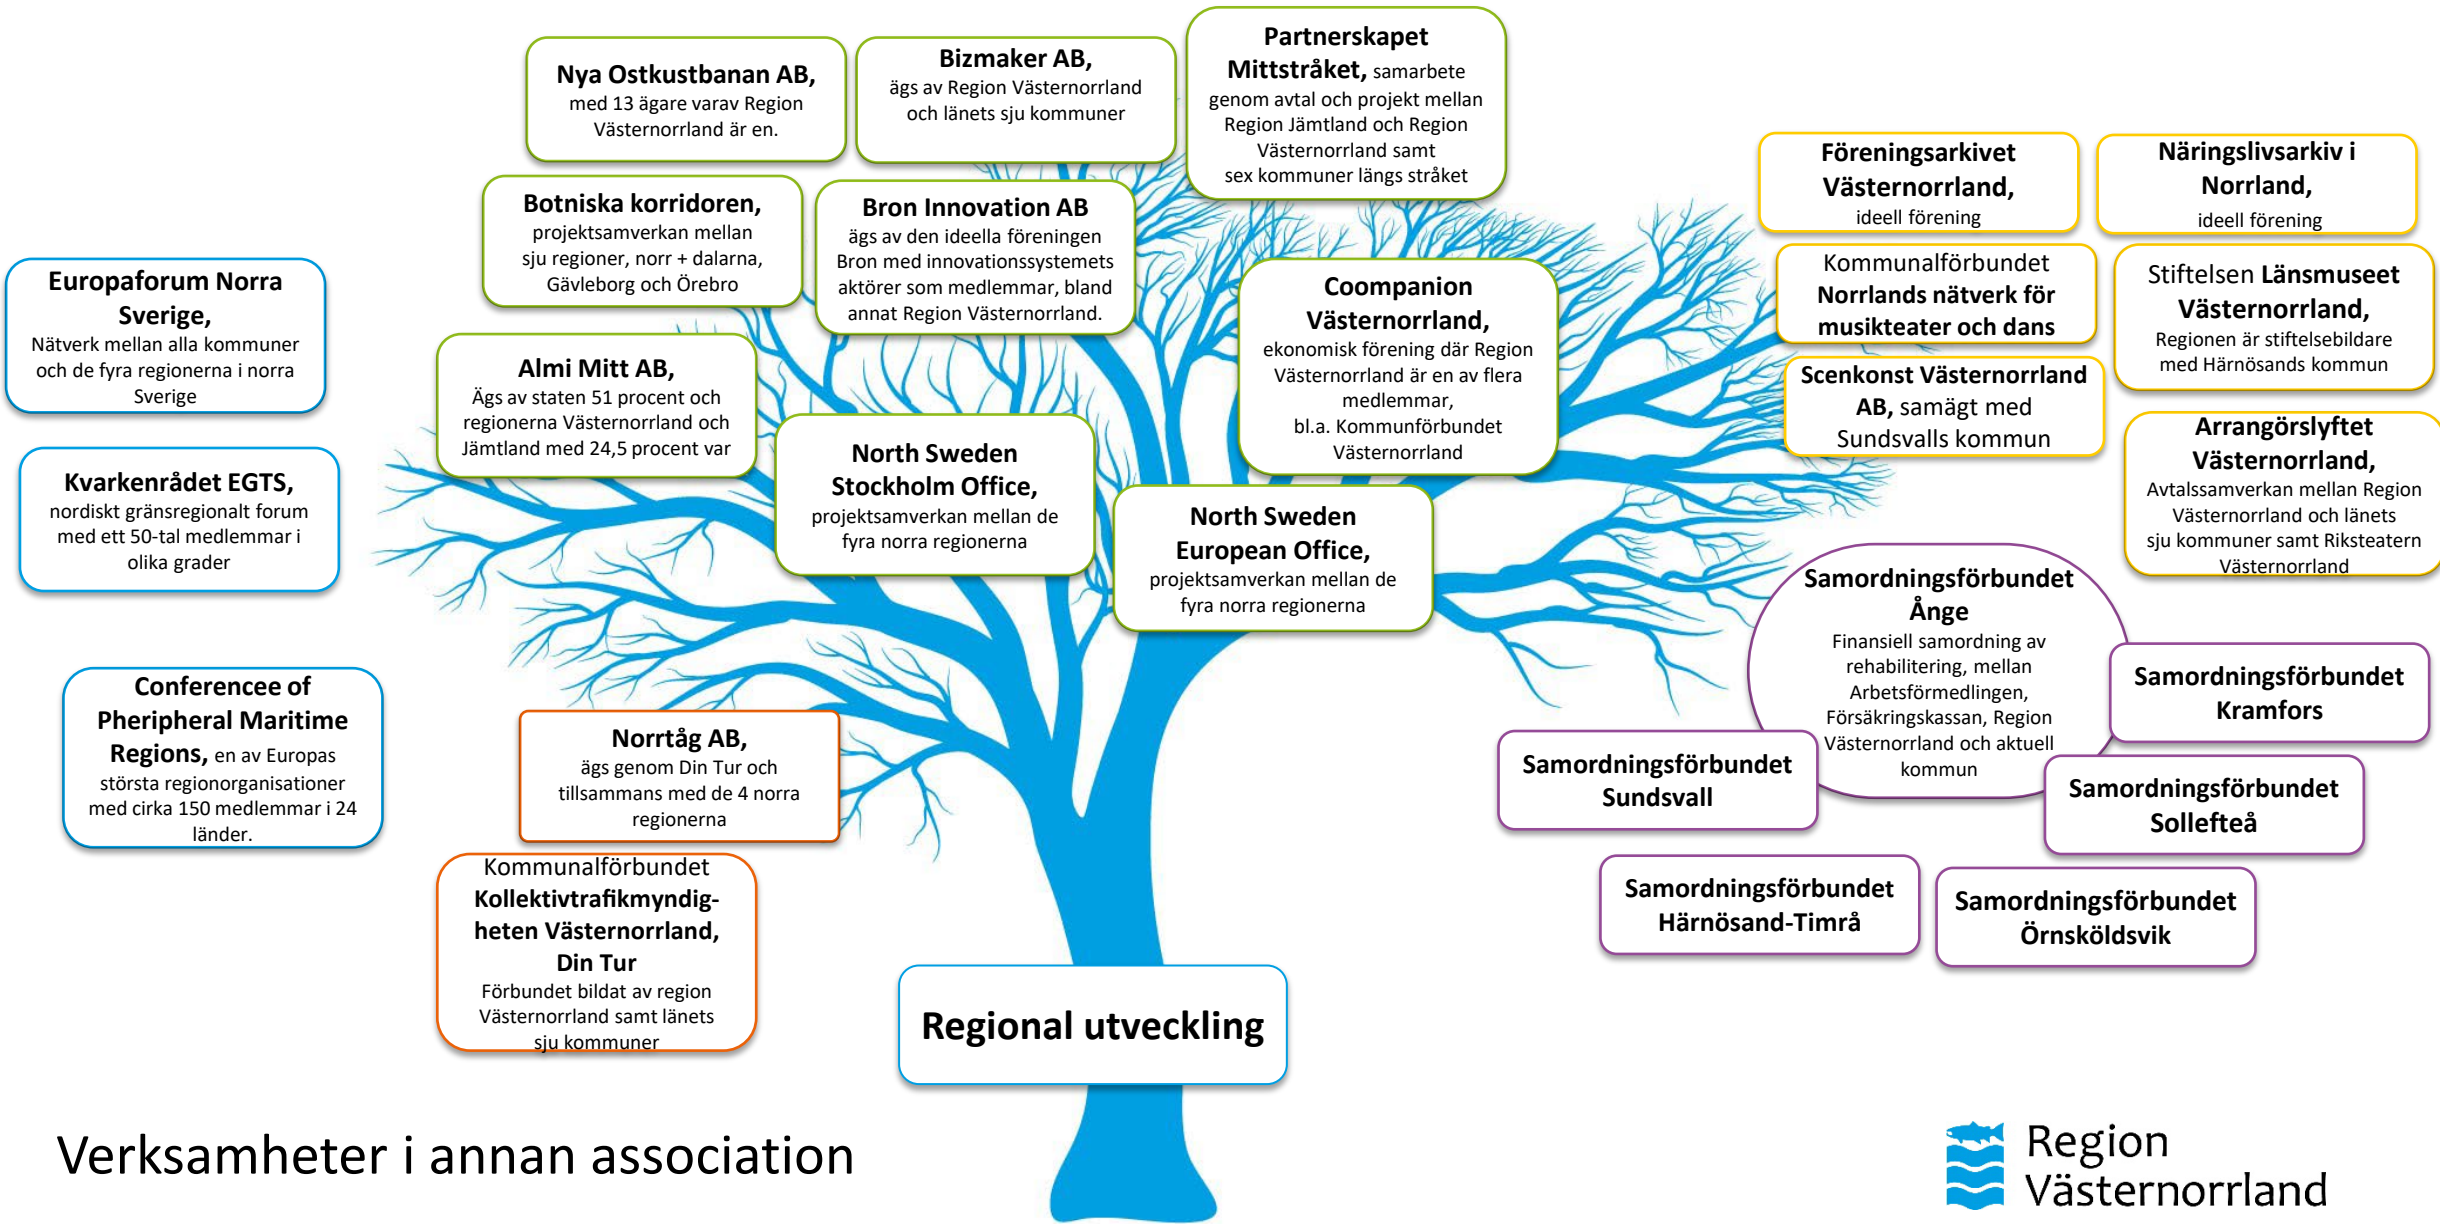 Nya Ostkustbanan AB,
med 13 ägare varav Region
Västernorrland är en.
Bizmaker AB,
ägs av Region Västernorrland
och länets sju kommuner
Partnerskapet
Mittstråket, samarbete
genom avtal och projekt mellan
Region Jämtland och Region
Västernorrland samt
sex kommuner längs stråket
Botniska korridoren,
projektsamverkan mellan
sju regioner, norr + dalarna,
Gävleborg och Örebro
Bron Innovation AB
ägs av den ideella föreningen
Bron med innovationssystemets
aktörer som medlemmar, bland
annat Region Västernorrland.
Almi Mitt AB,
Ägs av staten 51 procent och
regionerna Västernorrland och
Jämtland med 24,5 procent var
Coompanion
Västernorrland,
ekonomisk förening där Region
Västernorrland är en av flera
medlemmar,
bl.a. Kommunförbundet
Västernorrland
North Sweden
Stockholm Office,
projektsamverkan mellan de
fyra norra regionerna
North Sweden
European Office,
projektsamverkan mellan de
fyra norra regionerna
Europaforum Norra
Sverige,
Nätverk mellan alla kommuner
och de fyra regionerna i norra
Sverige
Kvarkenrådet EGTS,
nordiskt gränsregionalt forum
med ett 50-tal medlemmar i
olika grader
Conferencee of
Pheripheral Maritime
Regions, en av Europas
största regionorganisationer
med cirka 150 medlemmar i 24
länder.
Norrtåg AB,
ägs genom Din Tur och
tillsammans med de 4 norra
regionerna
Kommunalförbundet
Kollektivtrafikmyndig-
heten Västernorrland,
Din Tur
Förbundet bildat av region
Västernorrland samt länets
sju kommuner
Föreningsarkivet
Västernorrland,
ideell förening
Näringslivsarkiv i
Norrland,
ideell förening
Kommunalförbundet
Norrlands nätverk för
musikteater och dans
Stiftelsen Länsmuseet
Västernorrland,
Regionen är stiftelsebildare
med Härnösands kommun
Scenkonst Västernorrland
AB, samägt med
Sundsvalls kommun
Arrangörslyftet
Västernorrland,
Avtalssamverkan mellan Region
Västernorrland och länets
sju kommuner samt Riksteatern
Västernorrland
Samordningsförbundet
Ånge
Finansiell samordning av
rehabilitering, mellan
Arbetsförmedlingen,
Försäkringskassan, Region
Västernorrland och aktuell
kommun
Samordningsförbundet
Kramfors
Samordningsförbundet
Sundsvall
Samordningsförbundet
Sollefteå
Samordningsförbundet
Härnösand-Timrå
Samordningsförbundet
Örnsköldsvik
Regional utveckling
Verksamheter i annan association
Region
Västernorrland